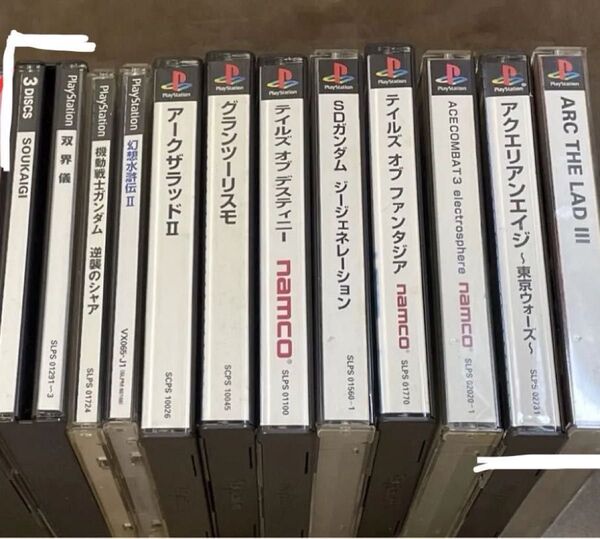 3 DISCS SOUKAIGI
PlayStation 双界儀 SLPS 01291~3
PlayStation 機動戦士ガンダム 逆襲のシャア SLPS 01724
PlayStation 幻想水滸伝II VX065-J1
PlayStation アークザラッドII SCPS 10026
PlayStation グランツーリスモ SCPS 10045
PlayStation テイルズ オブ デスティニー namco SLPS 01100
PlayStation SDガンダム ジージェネレーション SLPS 01560-1
PlayStation テイルズ オブ ファンタジア namco SLPS 01770
PlayStation ACECOMBAT3 electrosphere namco SLPS 02020~1
PlayStation アクエリアンエイジ ～東京ウォーズ～ SLPS 02731
ARC THE LAD III